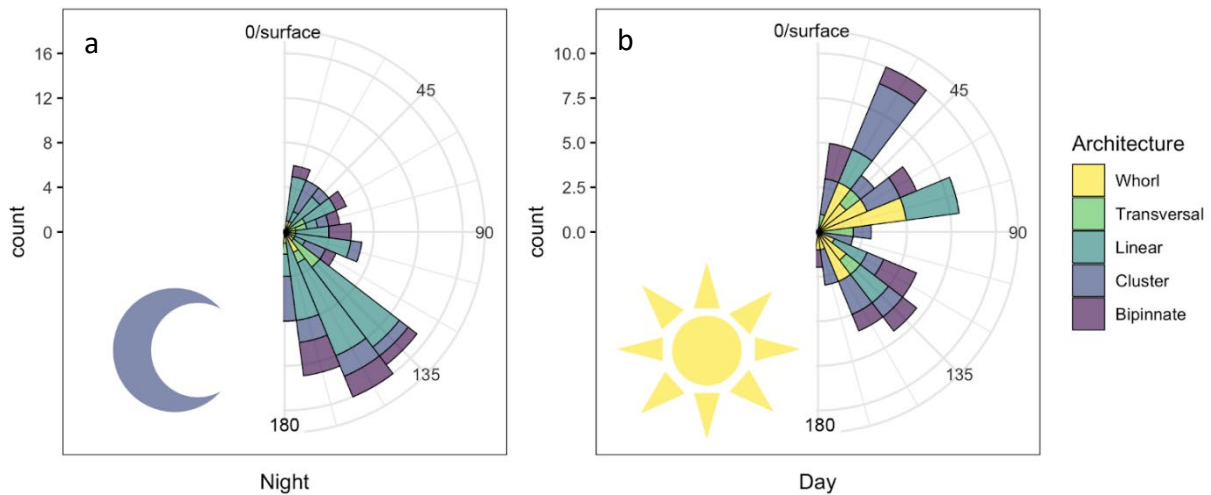 a
0/surface
16
12
8
4
0
count
45
90
135
180
Night
b
0/surface
10.0
7.5
5.0
2.5
0.0
count
45
90
135
180
Day
Architecture
Whorl
Transversal
Linear
Cluster
Bipinnate